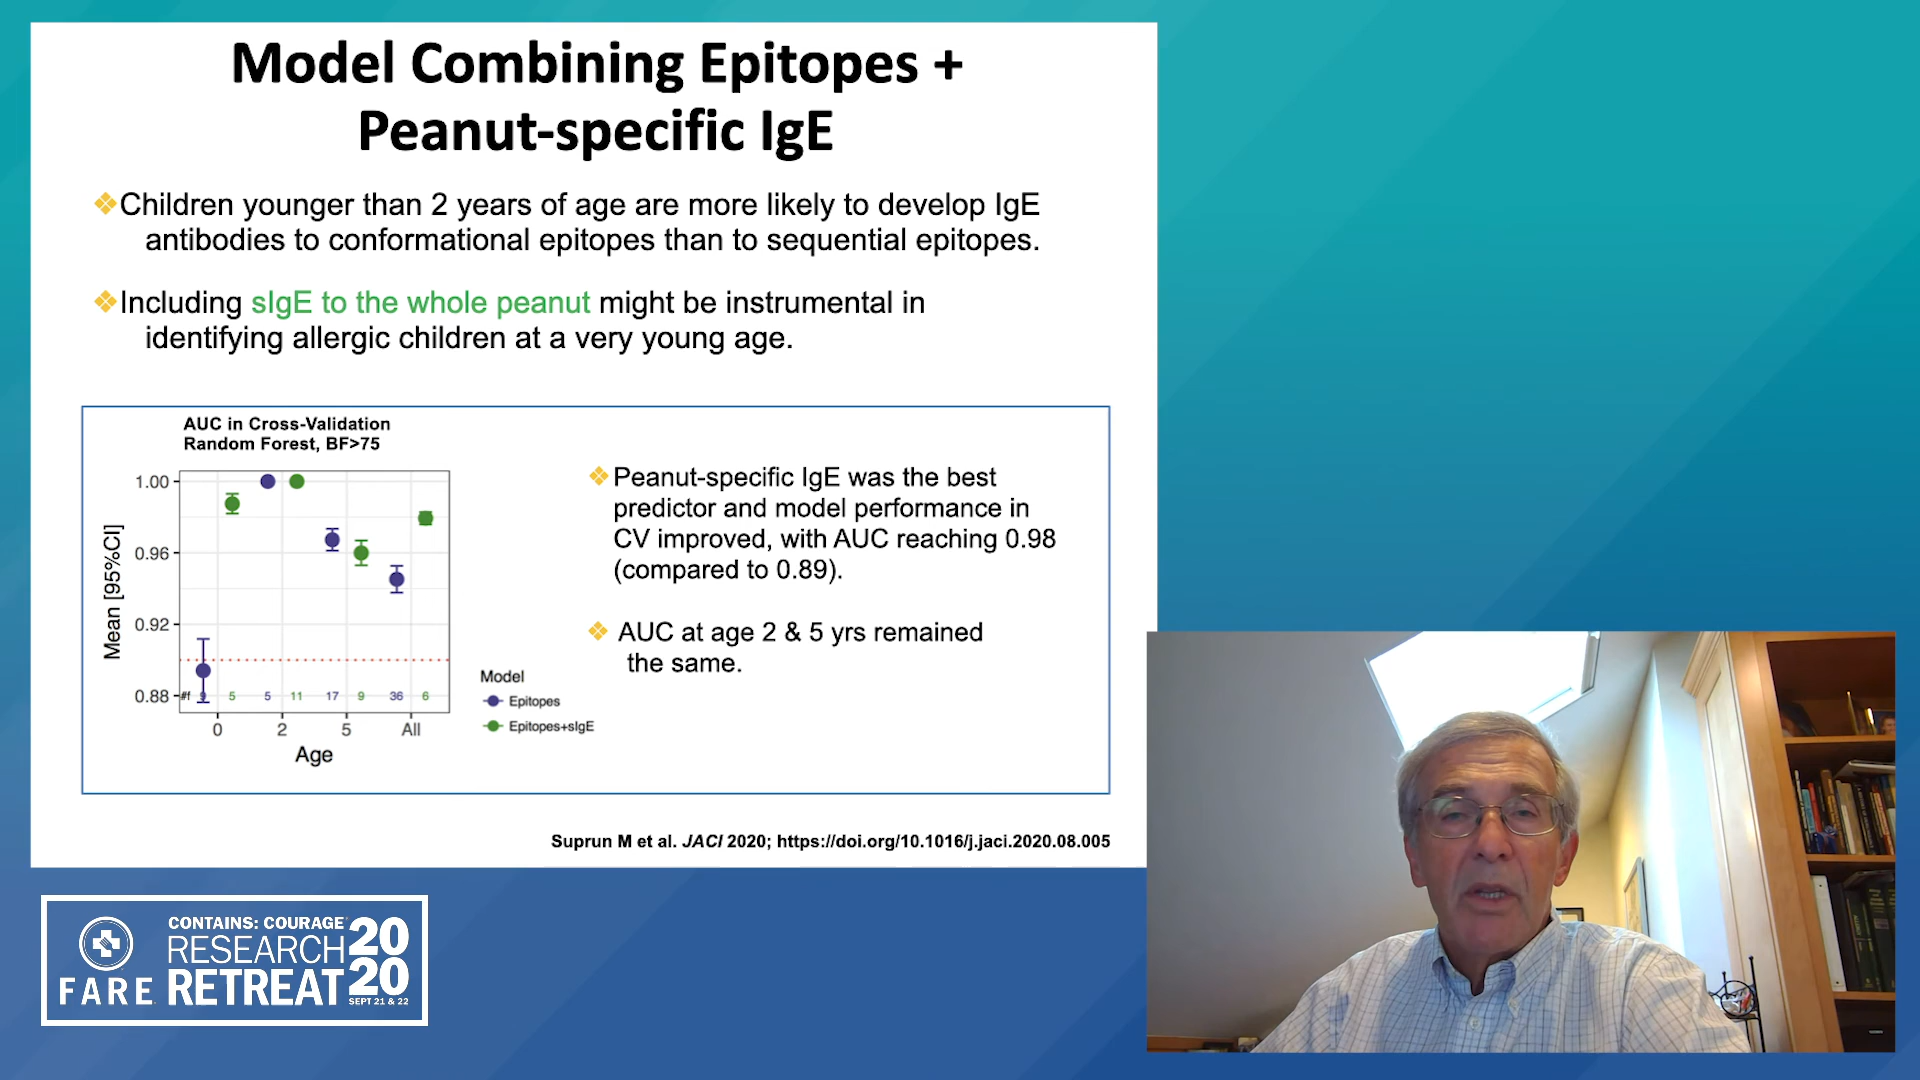 Model Combining Epitopes +
Peanut-specific IgE
Children younger than 2 years of age are more likely to develop IgE
antibodies to conformational epitopes than to sequential epitopes.
Including sIgE to the whole peanut might be instrumental in
identifying allergic children at a very young age.
AUC in Cross-Validation
Random Forest, BF>75
Mean [95%CI]
1.00
0.96
0.92
0.88
#f
5
5
11
17
9
36
6
0
2
5
All
Age
Model
Epitopes
Epitopes+sIgE
Peanut-specific IgE was the best
predictor and model performance in
CV improved, with AUC reaching 0.98
(compared to 0.89).
AUC at age 2 & 5 yrs remained
the same.
Suprun M et al. JACI 2020; https://doi.org/10.1016/j.jaci.2020.08.005
FARE
CONTAINS: COURAGE
RESEARCH
RETREAT
2020
SEPT 21 & 22